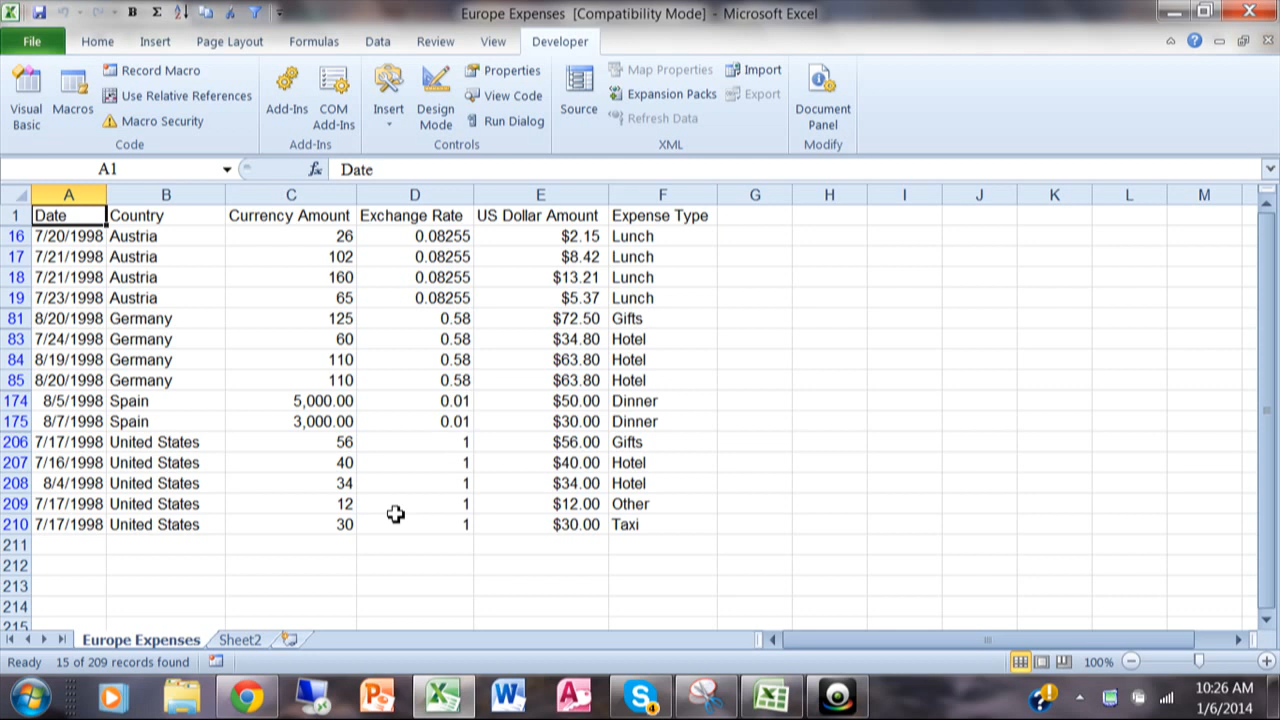 Europe Expenses [Compatibility Mode] - Microsoft Excel
File Home Insert Page Layout Formulas Data Review View Developer
Visual Basic
Macros
Record Macro
Use Relative References
Macro Security
Code
Add-Ins
COM Add-Ins
Add-Ins
Insert
Design Mode
Properties
View Code
Run Dialog
Controls
Source
Map Properties
Expansion Packs
Refresh Data
Import
Export
XML
Document Panel
Modify
A1 fx Date
A B C D E F G H I J K L M
1 Date Country Currency Amount Exchange Rate US Dollar Amount Expense Type
16 7/20/1998 Austria 26 0.08255 $2.15 Lunch
17 7/21/1998 Austria 102 0.08255 $8.42 Lunch
18 7/21/1998 Austria 160 0.08255 $13.21 Lunch
19 7/23/1998 Austria 65 0.08255 $5.37 Lunch
81 8/20/1998 Germany 125 0.58 $72.50 Gifts
83 7/24/1998 Germany 60 0.58 $34.80 Hotel
84 8/19/1998 Germany 110 0.58 $63.80 Hotel
85 8/20/1998 Germany 110 0.58 $63.80 Hotel
174 8/5/1998 Spain 5,000.00 0.01 $50.00 Dinner
175 8/7/1998 Spain 3,000.00 0.01 $30.00 Dinner
206 7/17/1998 United States 56 1 $56.00 Gifts
207 7/16/1998 United States 40 1 $40.00 Hotel
208 8/4/1998 United States 34 1 $34.00 Hotel
209 7/17/1998 United States 12 1 $12.00 Other
210 7/17/1998 United States 30 1 $30.00 Taxi
211
212
213
214
215
Europe Expenses Sheet2
Ready 15 of 209 records found 100%
10:26 AM
1/6/2014